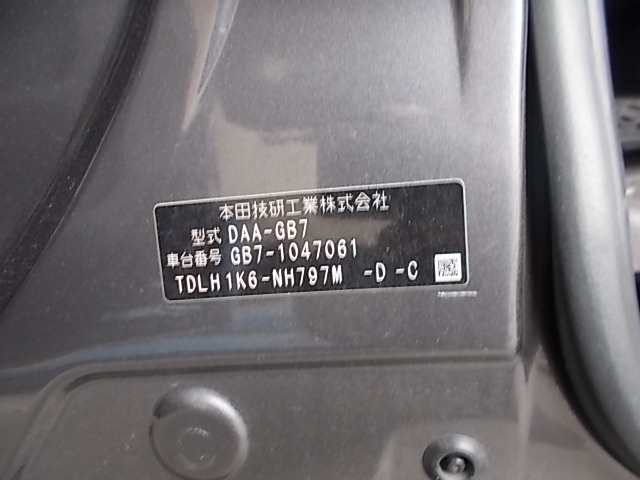 本田技研工業株式会社
型式 DAA-GB7
車台番号 GB7-1047061
TDLH1K6-NH797M -D -C